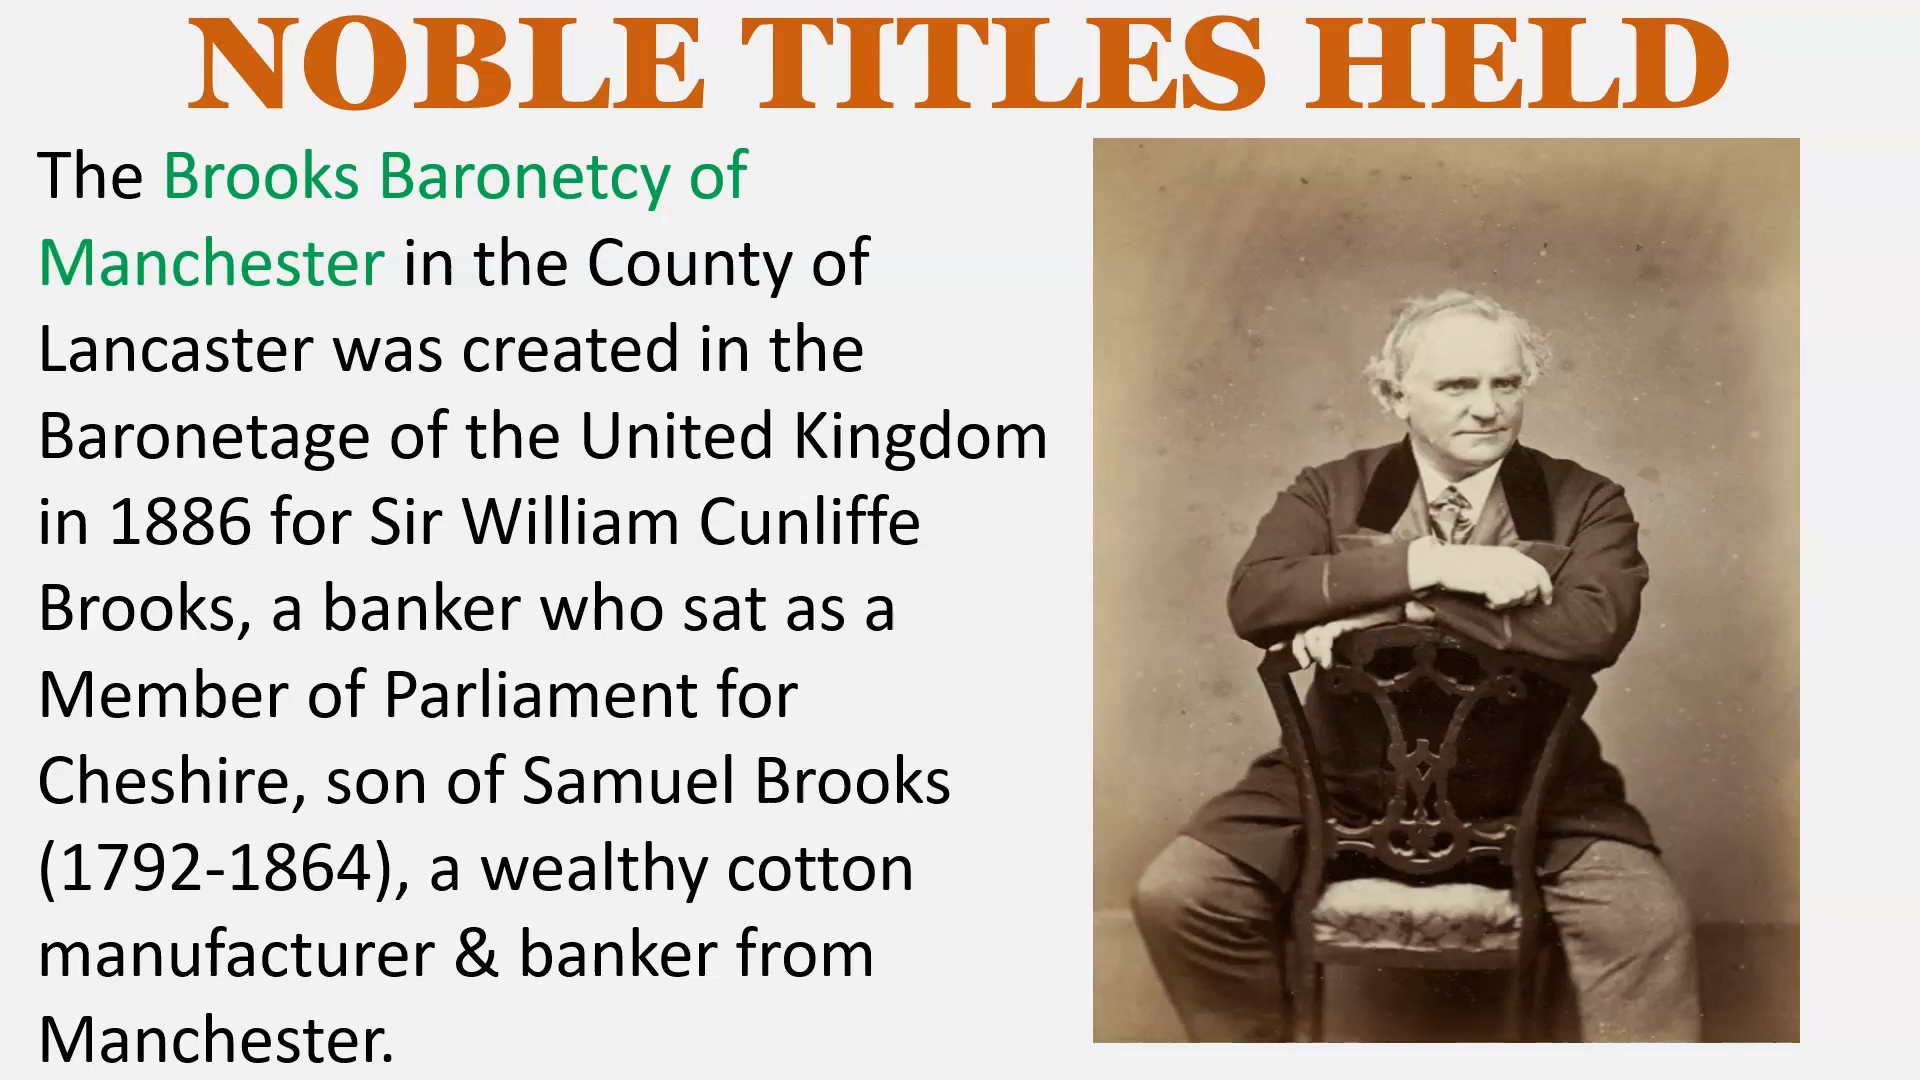 NOBLE TITLES HELD
The Brooks Baronetcy of
Manchester in the County of
Lancaster was created in the
Baronetage of the United Kingdom
in 1886 for Sir William Cunliffe
Brooks, a banker who sat as a
Member of Parliament for
Cheshire, son of Samuel Brooks
(1792-1864), a wealthy cotton
manufacturer & banker from
Manchester.